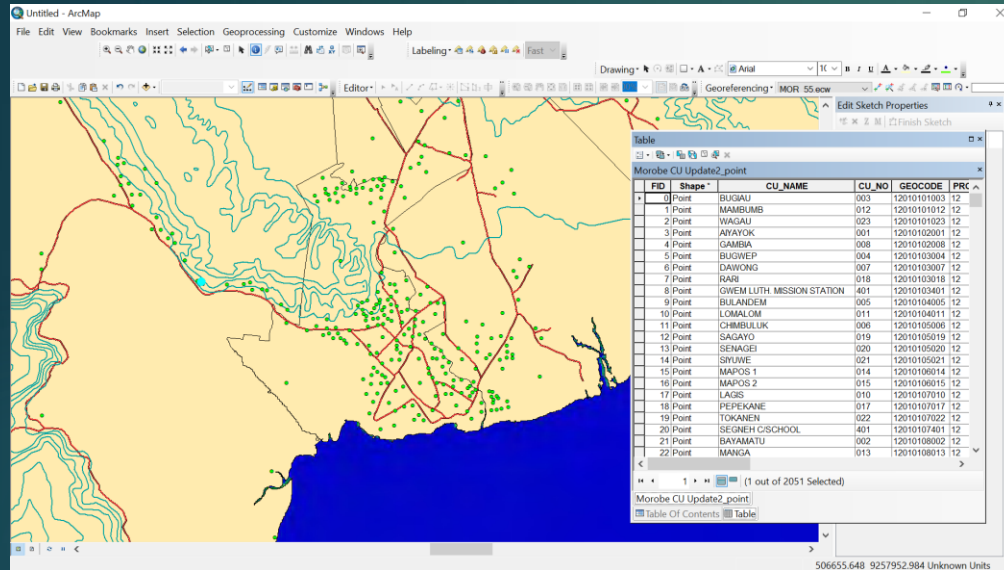 Untitled - ArcMap
File Edit View Bookmarks Insert Selection Geoprocessing Customize Windows Help
Labeling Fast
Drawing Arial 10 B I U A
Editor Georeferencing MOR_55.ecw
Edit Sketch Properties
Finish Sketch
Table
Morobe CU Update2_point
FID Shape * CU_NAME CU_NO GEOCODE PRO
0 Point BUGIAU 003 12010101003 12
1 Point MAMBUMB 012 12010101012 12
2 Point WAGAU 023 12010101023 12
3 Point AIYAYOK 001 12010102001 12
4 Point GAMBIA 008 12010102008 12
5 Point BUGWEP 004 12010103004 12
6 Point DAWONG 007 12010103007 12
7 Point RARI 018 12010103018 12
8 Point GWEM LUTH. MISSION STATION 401 12010103401 12
9 Point BULANDEM 005 12010104005 12
10 Point LOMALOM 011 12010104011 12
11 Point CHIMBULUK 006 12010105006 12
12 Point SAGAYO 019 12010105019 12
13 Point SENAGEI 020 12010105020 12
14 Point SIYUWE 021 12010105021 12
15 Point MAPOS 1 014 12010106014 12
16 Point MAPOS 2 015 12010106015 12
17 Point LAGIS 010 12010107010 12
18 Point PEPEKANE 017 12010107017 12
19 Point TOKANEN 022 12010107022 12
20 Point SEGNEH C/SCHOOL 401 12010107401 12
21 Point BAYAMATU 002 12010108002 12
22 Point MANGA 013 12010108013 12
1 (1 out of 2051 Selected)
Morobe CU Update2_point
Table Of Contents Table
506655.648 9257952.984 Unknown Units